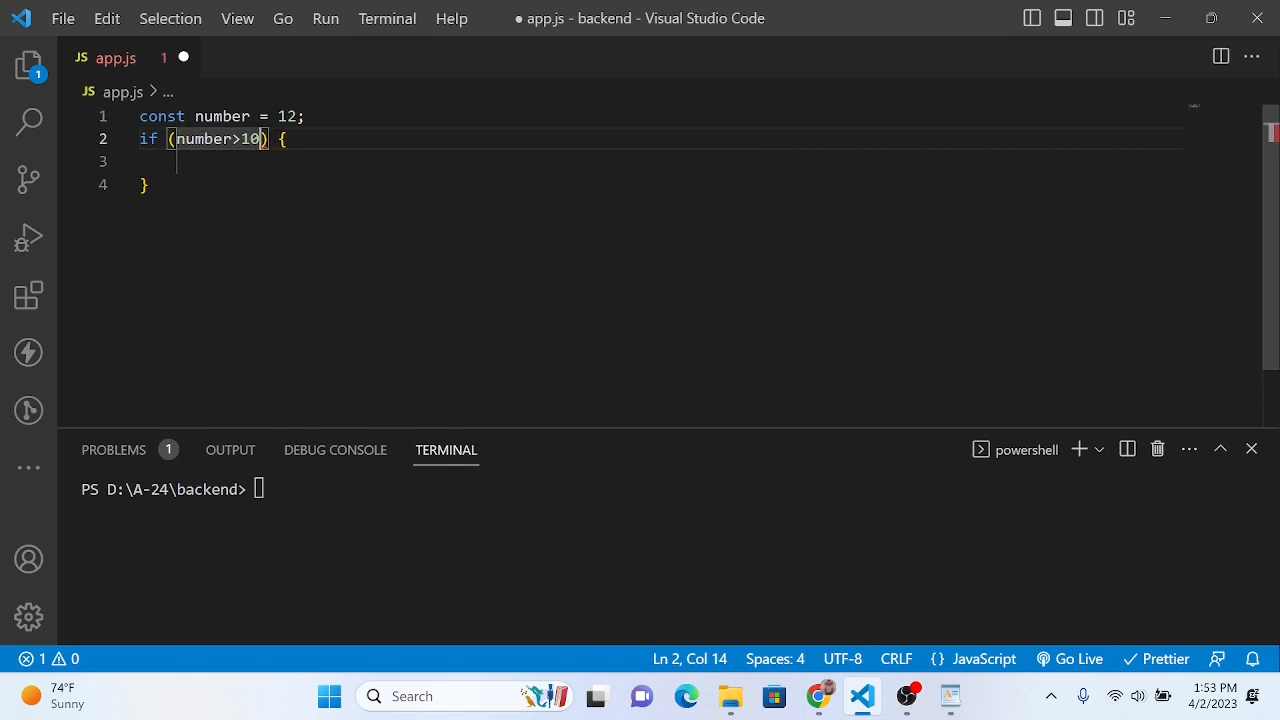 File Edit Selection View Go Run Terminal Help ● app.js - backend - Visual Studio Code
JS app.js 1
JS app.js > ...
1 const number = 12;
2 if (number>10) {
3
4 }
1
PROBLEMS 1 OUTPUT DEBUG CONSOLE TERMINAL powershell
PS D:\A-24\backend>
1 0 Ln 2, Col 14 Spaces: 4 UTF-8 CRLF {} JavaScript Go Live Prettier
74°F
Sunny
Search
1:53 PM
4/2/2023